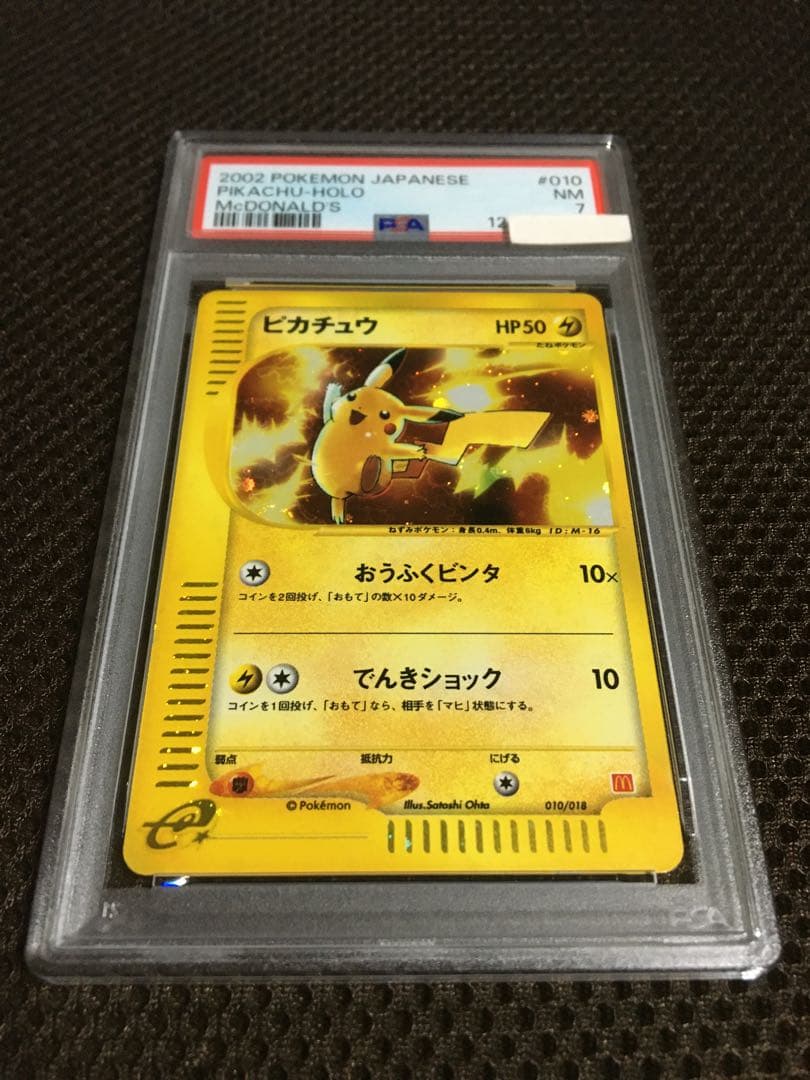 2002 POKEMON JAPANESE #010
PIKACHU-HOLO NM
McDONALD'S 7
PSA 12
ピカチュウ HP50
たねポケモン
ねずみポケモン：身長0.4m、体重6kg ID：M-16
おうふくビンタ 10×
コインを2回投げ、「おもて」の数×10ダメージ。
でんきショック 10
コインを1回投げ、「おもて」なら、相手を「マヒ」状態にする。
弱点 抵抗力 にげる
©Pokémon Illus.Satoshi Ohta 010/018
e
PSA